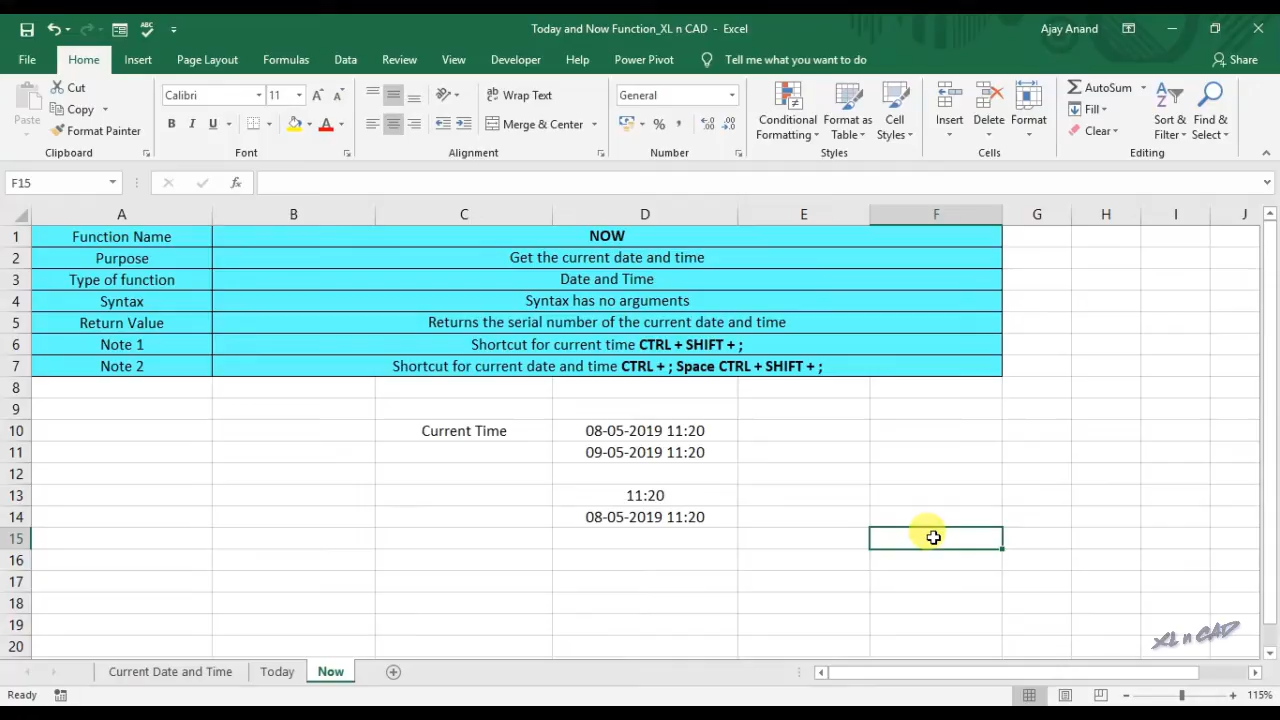 Today and Now Function_XL n CAD - Excel
Ajay Anand
File Home Insert Page Layout Formulas Data Review View Developer Help Power Pivot Tell me what you want to do Share
Paste
Cut
Copy
Format Painter
Clipboard
Calibri 11
B I U
Font
Wrap Text
Merge & Center
Alignment
General
%
Number
Conditional Formatting
Format as Table
Cell Styles
Styles
Insert
Delete
Format
Cells
AutoSum
Fill
Clear
Sort & Filter
Find & Select
Editing
F15 fx
A B C D E F G H I J
1 Function Name NOW
2 Purpose Get the current date and time
3 Type of function Date and Time
4 Syntax Syntax has no arguments
5 Return Value Returns the serial number of the current date and time
6 Note 1 Shortcut for current time CTRL + SHIFT + ;
7 Note 2 Shortcut for current date and time CTRL + ; Space CTRL + SHIFT + ;
8
9
10 Current Time 08-05-2019 11:20
11 09-05-2019 11:20
12
13 11:20
14 08-05-2019 11:20
15
16
17
18
19
20
XL n CAD
Current Date and Time Today Now
Ready
115%